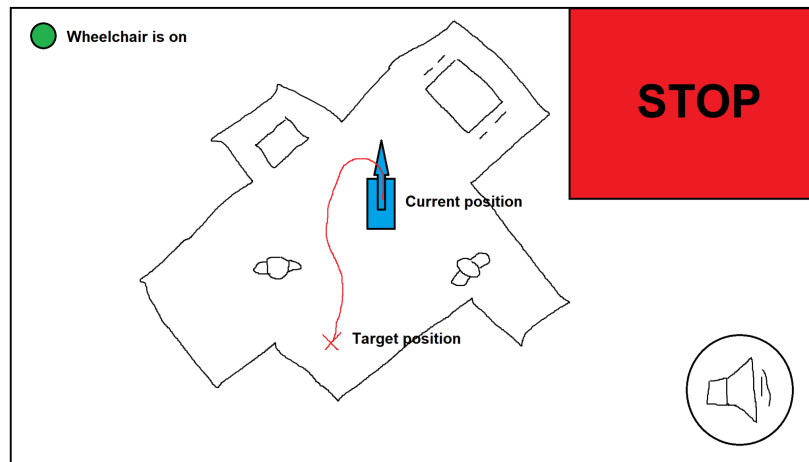 Wheelchair is on
STOP
Current position
Target position